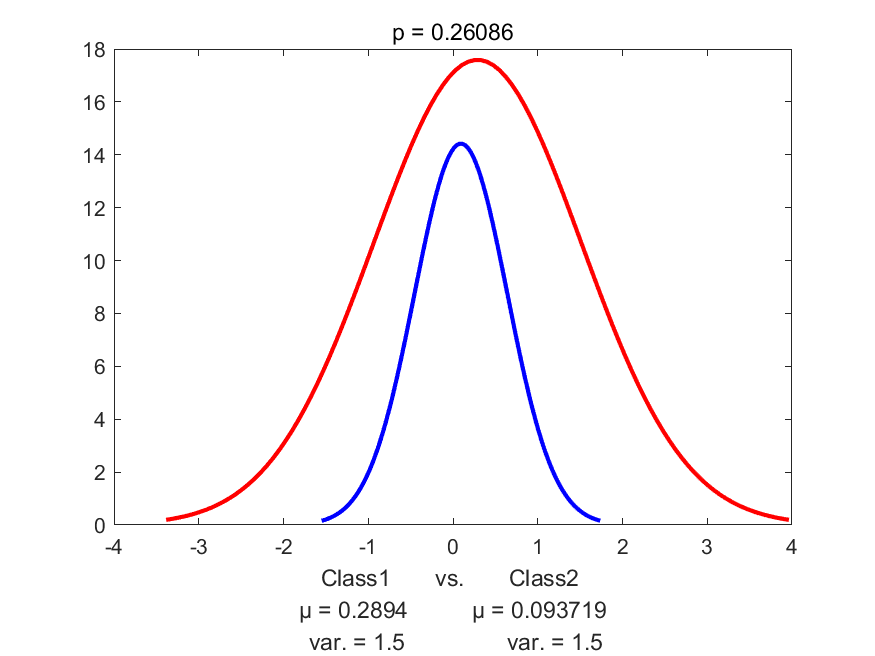 p = 0.26086
18
16
14
12
10
8
6
4
2
0
-4 -3 -2 -1 0 1 2 3 4
Class1 vs. Class2
μ = 0.2894 μ = 0.093719
var. = 1.5 var. = 1.5